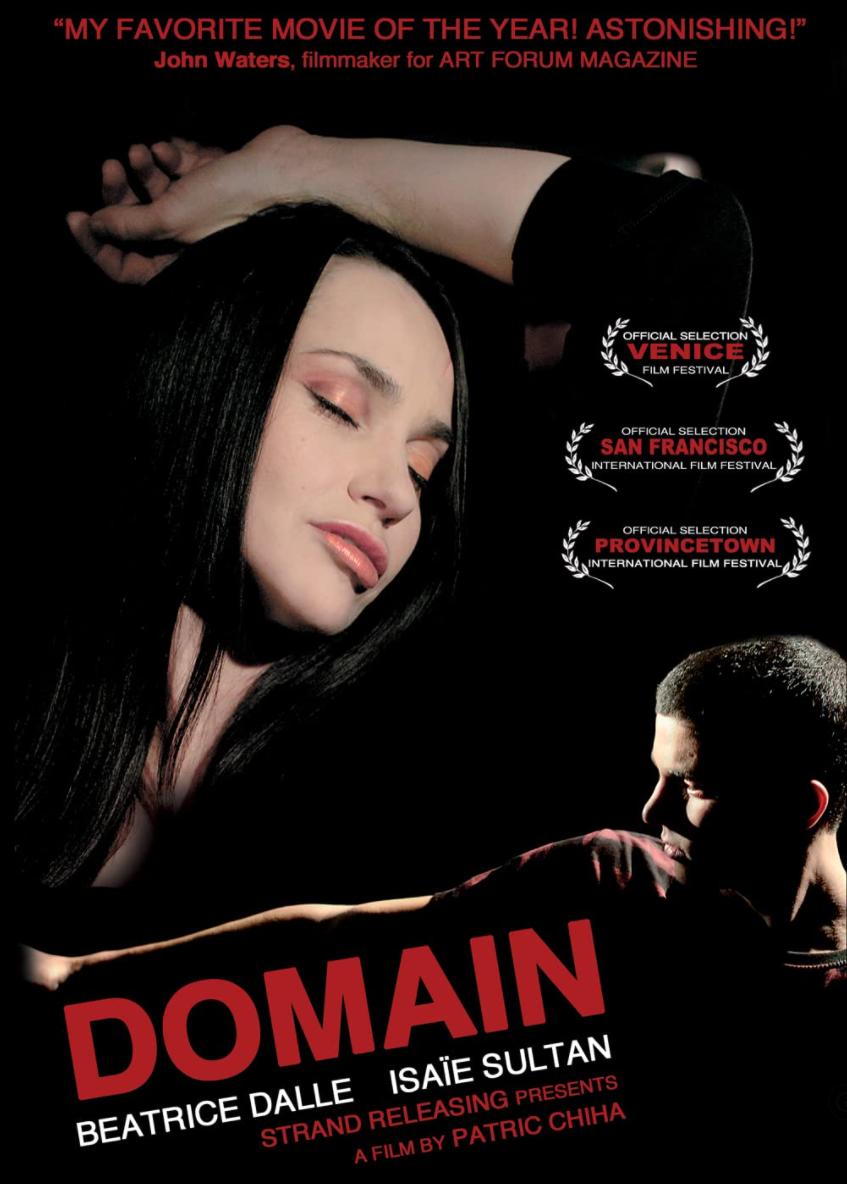 “MY FAVORITE MOVIE OF THE YEAR! ASTONISHING!”
John Waters, filmmaker for ART FORUM MAGAZINE
OFFICIAL SELECTION
VENICE
FILM FESTIVAL
OFFICIAL SELECTION
SAN FRANCISCO
INTERNATIONAL FILM FESTIVAL
OFFICIAL SELECTION
PROVINCETOWN
INTERNATIONAL FILM FESTIVAL
DOMAIN
BEATRICE DALLE ISAÏE SULTAN
STRAND RELEASING PRESENTS
A FILM BY PATRIC CHIHA